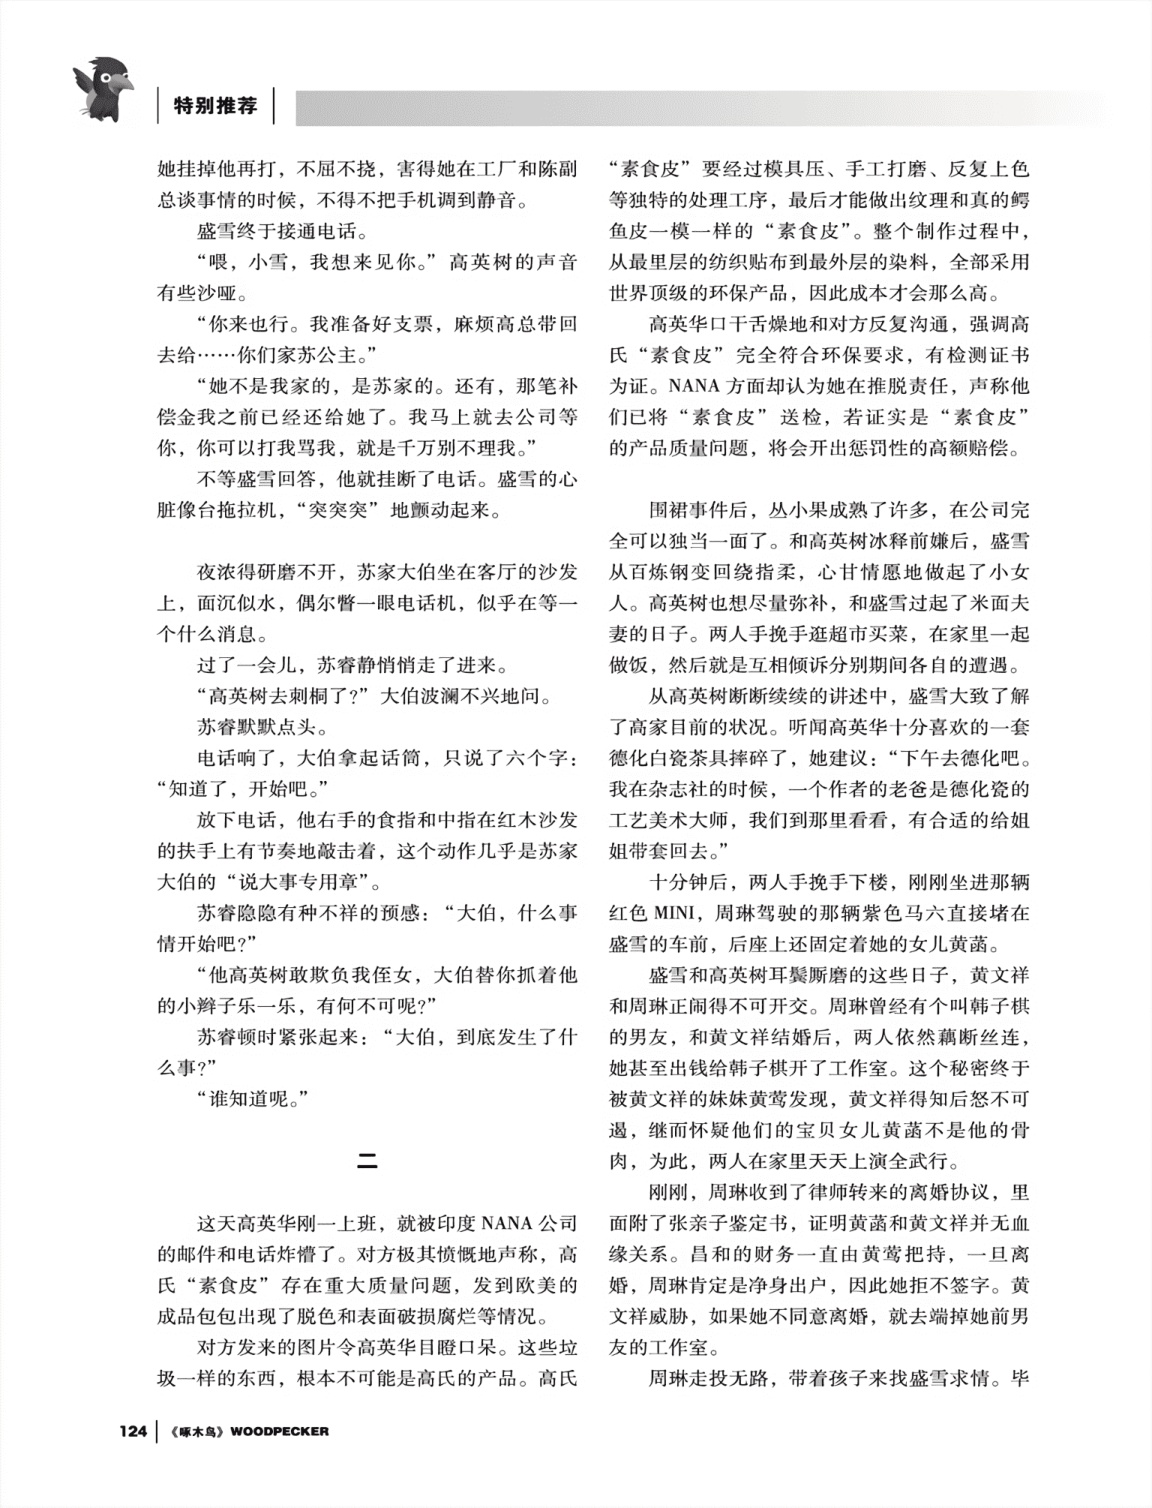 特别推荐
她挂掉他再打，不屈不挠，害得她在工厂和陈副
总谈事情的时候，不得不把手机调到静音。
盛雪终于接通电话。
“喂，小雪，我想来见你。”高英树的声音
有些沙哑。
“你来也行。我准备好支票，麻烦高总带回
去给……你们家苏公主。”
“她不是我家的，是苏家的。还有，那笔补
偿金我之前已经还给她了。我马上就去公司等
你，你可以打我骂我，就是千万别不理我。”
不等盛雪回答，他就挂断了电话。盛雪的心
脏像台拖拉机，“突突突”地颤动起来。
夜浓得研磨不开，苏家大伯坐在客厅的沙发
上，面沉似水，偶尔瞥一眼电话机，似乎在等一
个什么消息。
过了一会儿，苏睿静悄悄走了进来。
“高英树去刺桐了?”大伯波澜不兴地问。
苏睿默默点头。
电话响了，大伯拿起话筒，只说了六个字：
“知道了，开始吧。”
放下电话，他右手的食指和中指在红木沙发
的扶手上有节奏地敲击着，这个动作几乎是苏家
大伯的“说大事专用章”。
苏睿隐隐有种不祥的预感：“大伯，什么事
情开始吧?”
“他高英树敢欺负我侄女，大伯替你抓着他
的小辫子乐一乐，有何不可呢?”
苏睿顿时紧张起来：“大伯，到底发生了什
么事?”
“谁知道呢。”
二
这天高英华刚一上班，就被印度 NANA 公司
的邮件和电话炸懵了。对方极其愤慨地声称，高
氏“素食皮”存在重大质量问题，发到欧美的
成品包包出现了脱色和表面破损腐烂等情况。
对方发来的图片令高英华目瞪口呆。这些垃
圾一样的东西，根本不可能是高氏的产品。高氏
“素食皮”要经过模具压、手工打磨、反复上色
等独特的处理工序，最后才能做出纹理和真的鳄
鱼皮一模一样的“素食皮”。整个制作过程中，
从最里层的纺织贴布到最外层的染料，全部采用
世界顶级的环保产品，因此成本才会那么高。
高英华口干舌燥地和对方反复沟通，强调高
氏“素食皮”完全符合环保要求，有检测证书
为证。NANA 方面却认为她在推脱责任，声称他
们已将“素食皮”送检，若证实是“素食皮”
的产品质量问题，将会开出惩罚性的高额赔偿。
围裙事件后，丛小果成熟了许多，在公司完
全可以独当一面了。和高英树冰释前嫌后，盛雪
从百炼钢变回绕指柔，心甘情愿地做起了小女
人。高英树也想尽量弥补，和盛雪过起了米面夫
妻的日子。两人手挽手逛超市买菜，在家里一起
做饭，然后就是互相倾诉分别期间各自的遭遇。
从高英树断断续续的讲述中，盛雪大致了解
了高家目前的状况。听闻高英华十分喜欢的一套
德化白瓷茶具摔碎了，她建议：“下午去德化吧。
我在杂志社的时候，一个作者的老爸是德化瓷的
工艺美术大师，我们到那里看看，有合适的给姐
姐带套回去。”
十分钟后，两人手挽手下楼，刚刚坐进那辆
红色 MINI，周琳驾驶的那辆紫色马六直接堵在
盛雪的车前，后座上还固定着她的女儿黄菡。
盛雪和高英树耳鬓厮磨的这些日子，黄文祥
和周琳正闹得不可开交。周琳曾经有个叫韩子棋
的男友，和黄文祥结婚后，两人依然藕断丝连，
她甚至出钱给韩子棋开了工作室。这个秘密终于
被黄文祥的妹妹黄莺发现，黄文祥得知后怒不可
遏，继而怀疑他们的宝贝女儿黄菡不是他的骨
肉，为此，两人在家里天天上演全武行。
刚刚，周琳收到了律师转来的离婚协议，里
面附了张亲子鉴定书，证明黄菡和黄文祥并无血
缘关系。昌和的财务一直由黄莺把持，一旦离
婚，周琳肯定是净身出户，因此她拒不签字。黄
文祥威胁，如果她不同意离婚，就去端掉她前男
友的工作室。
周琳走投无路，带着孩子来找盛雪求情。毕
124 《啄木鸟》WOODPECKER